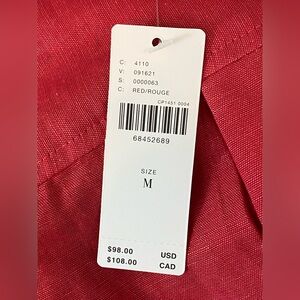 C: 4110
V: 091621
S: 0000063
C: RED/ROUGE
CP1451 0004
68452689
SIZE
M
$98.00 USD
$108.00 CAD